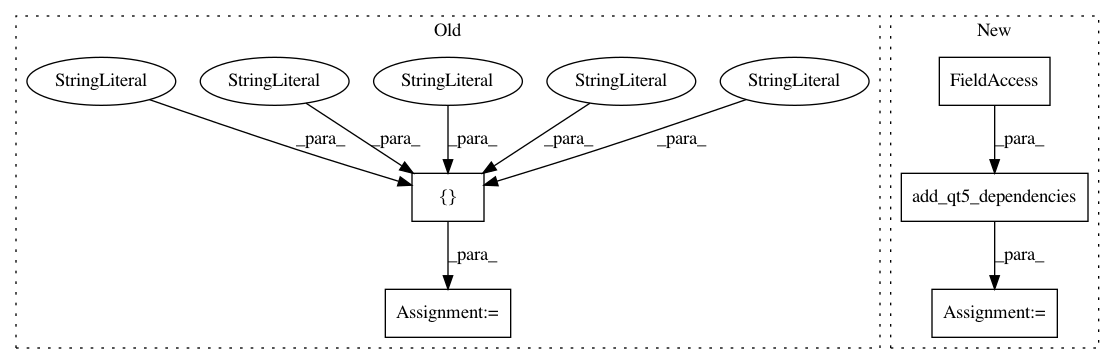 Old
New
StringLiteral
StringLiteral
StringLiteral
StringLiteral
StringLiteral
FieldAccess
_para_
_para_
_para_
_para_
_para_
_para_
{}
add_qt5_dependencies
_para_
_para_
Assignment:=
Assignment:=